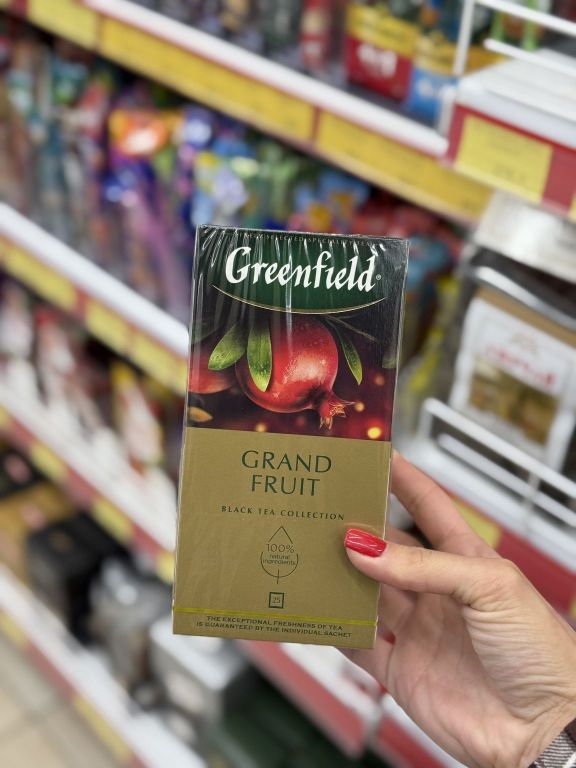 Greenfield®
GRAND
FRUIT
BLACK TEA COLLECTION
100%
natural
ingredients
25
THE EXCEPTIONAL FRESHNESS OF TEA
IS GUARANTEED BY THE INDIVIDUAL SACHET